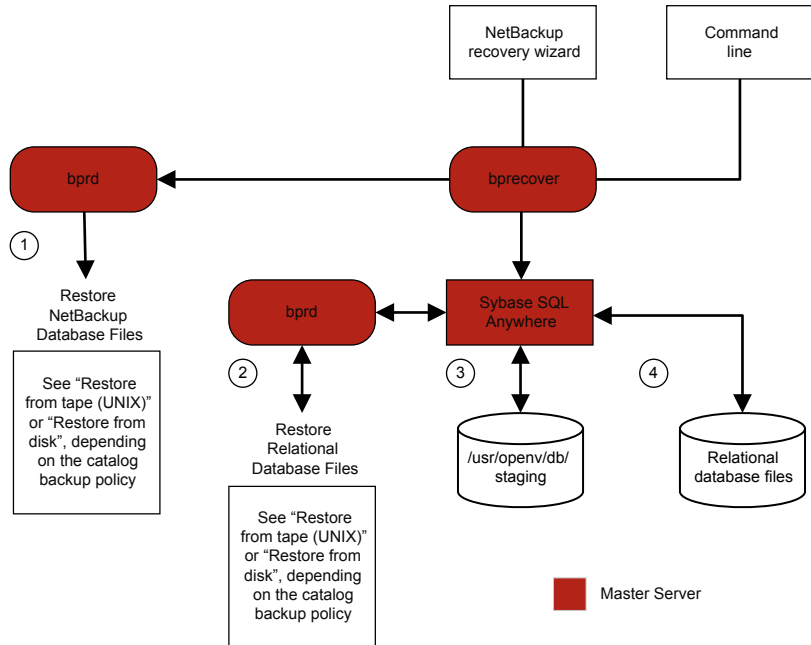 NetBackup
recovery wizard
Command
line
bprd
bprecover
1
Restore
NetBackup
Database Files
bprd
Sybase SQL
Anywhere
See “Restore
from tape (UNIX)”
or “Restore from
disk”, depending
on the catalog
backup policy
2
3
4
Restore
Relational
Database Files
/usr/openv/db/
staging
Relational
database files
See “Restore
from tape (UNIX)”
or “Restore from
disk”, depending
on the catalog
backup policy
Master Server